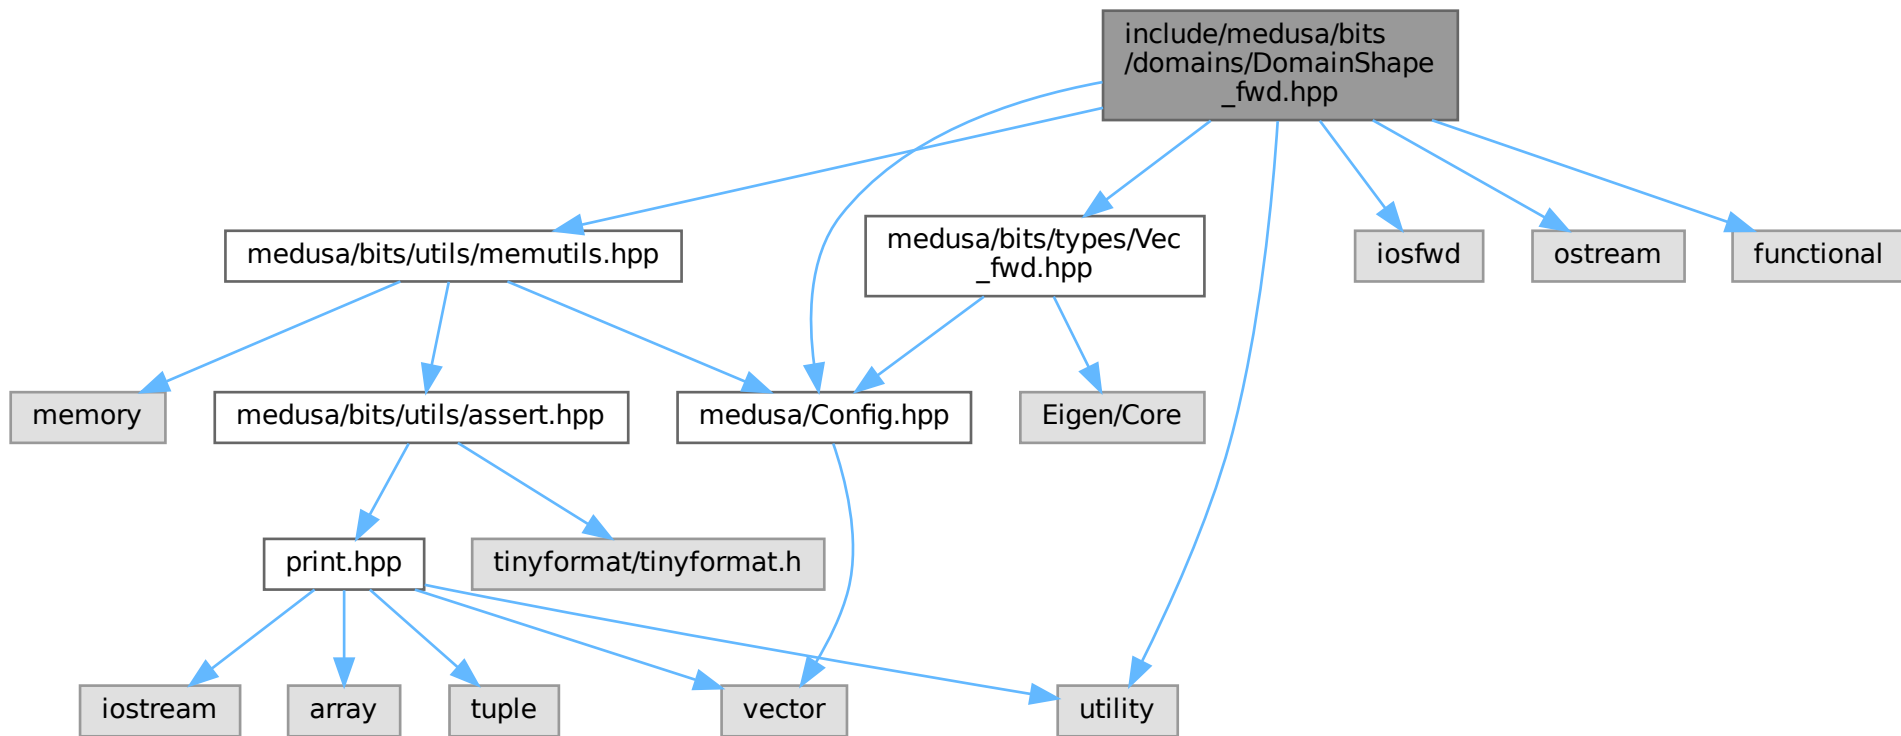 include/medusa/bits
/domains/DomainShape
_fwd.hpp
medusa/bits/utils/memutils.hpp
medusa/bits/types/Vec
_fwd.hpp
iosfwd
ostream
functional
memory
medusa/bits/utils/assert.hpp
medusa/Config.hpp
Eigen/Core
print.hpp
tinyformat/tinyformat.h
iostream
array
tuple
vector
utility